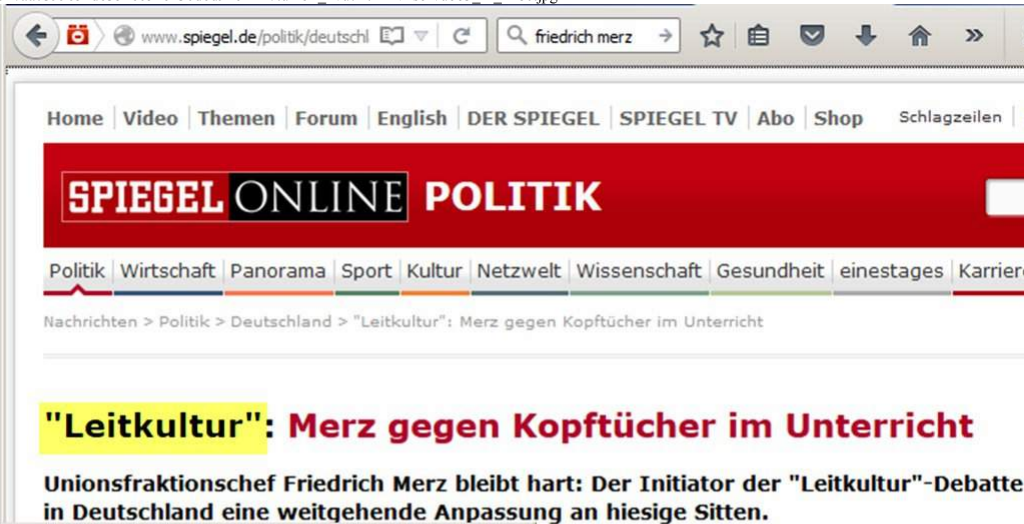 www.spiegel.de/politik/deutschl friedrich merz
Home Video Themen Forum English DER SPIEGEL SPIEGEL TV Abo Shop Schlagzeilen
SPIEGEL ONLINE POLITIK
Politik Wirtschaft Panorama Sport Kultur Netzwelt Wissenschaft Gesundheit einestages Karriere
Nachrichten > Politik > Deutschland > "Leitkultur": Merz gegen Kopftücher im Unterricht
"Leitkultur": Merz gegen Kopftücher im Unterricht
Unionsfraktionschef Friedrich Merz bleibt hart: Der Initiator der "Leitkultur"-Debatte
in Deutschland eine weitgehende Anpassung an hiesige Sitten.